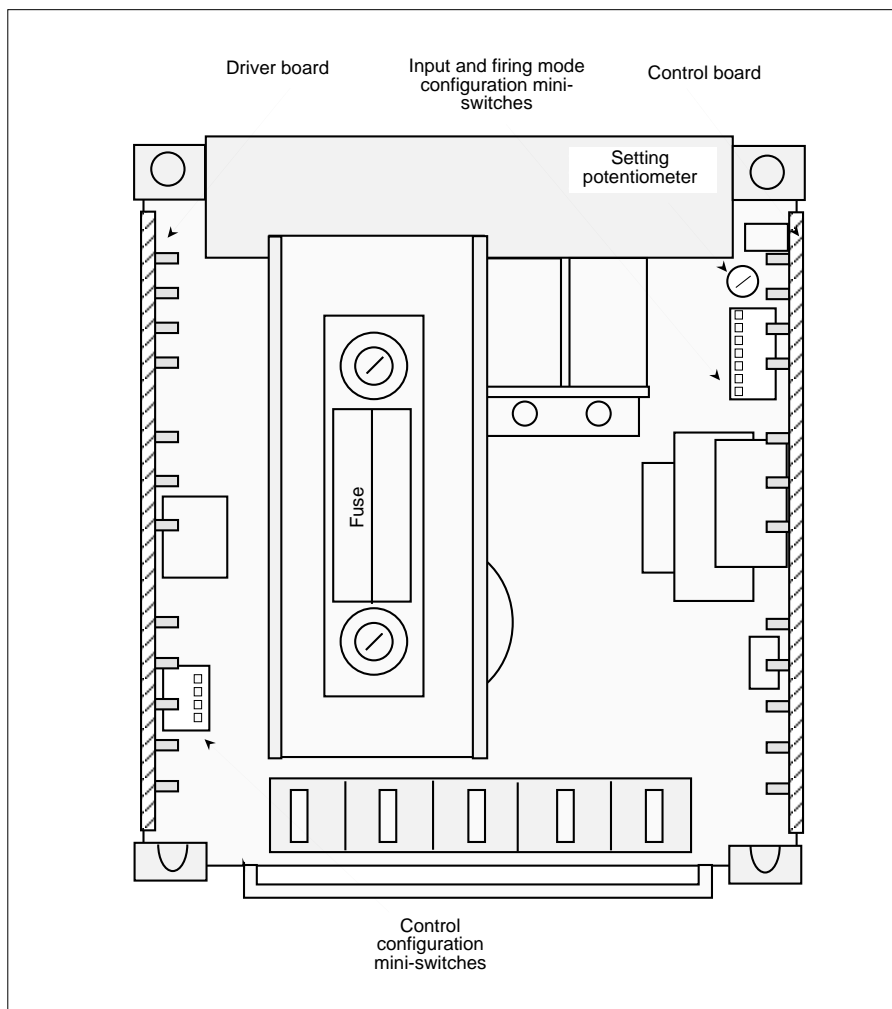 Driver board
Input and firing mode
configuration mini-
switches
Control board
Setting
potentiometer
Fuse
Control
configuration
mini-switches